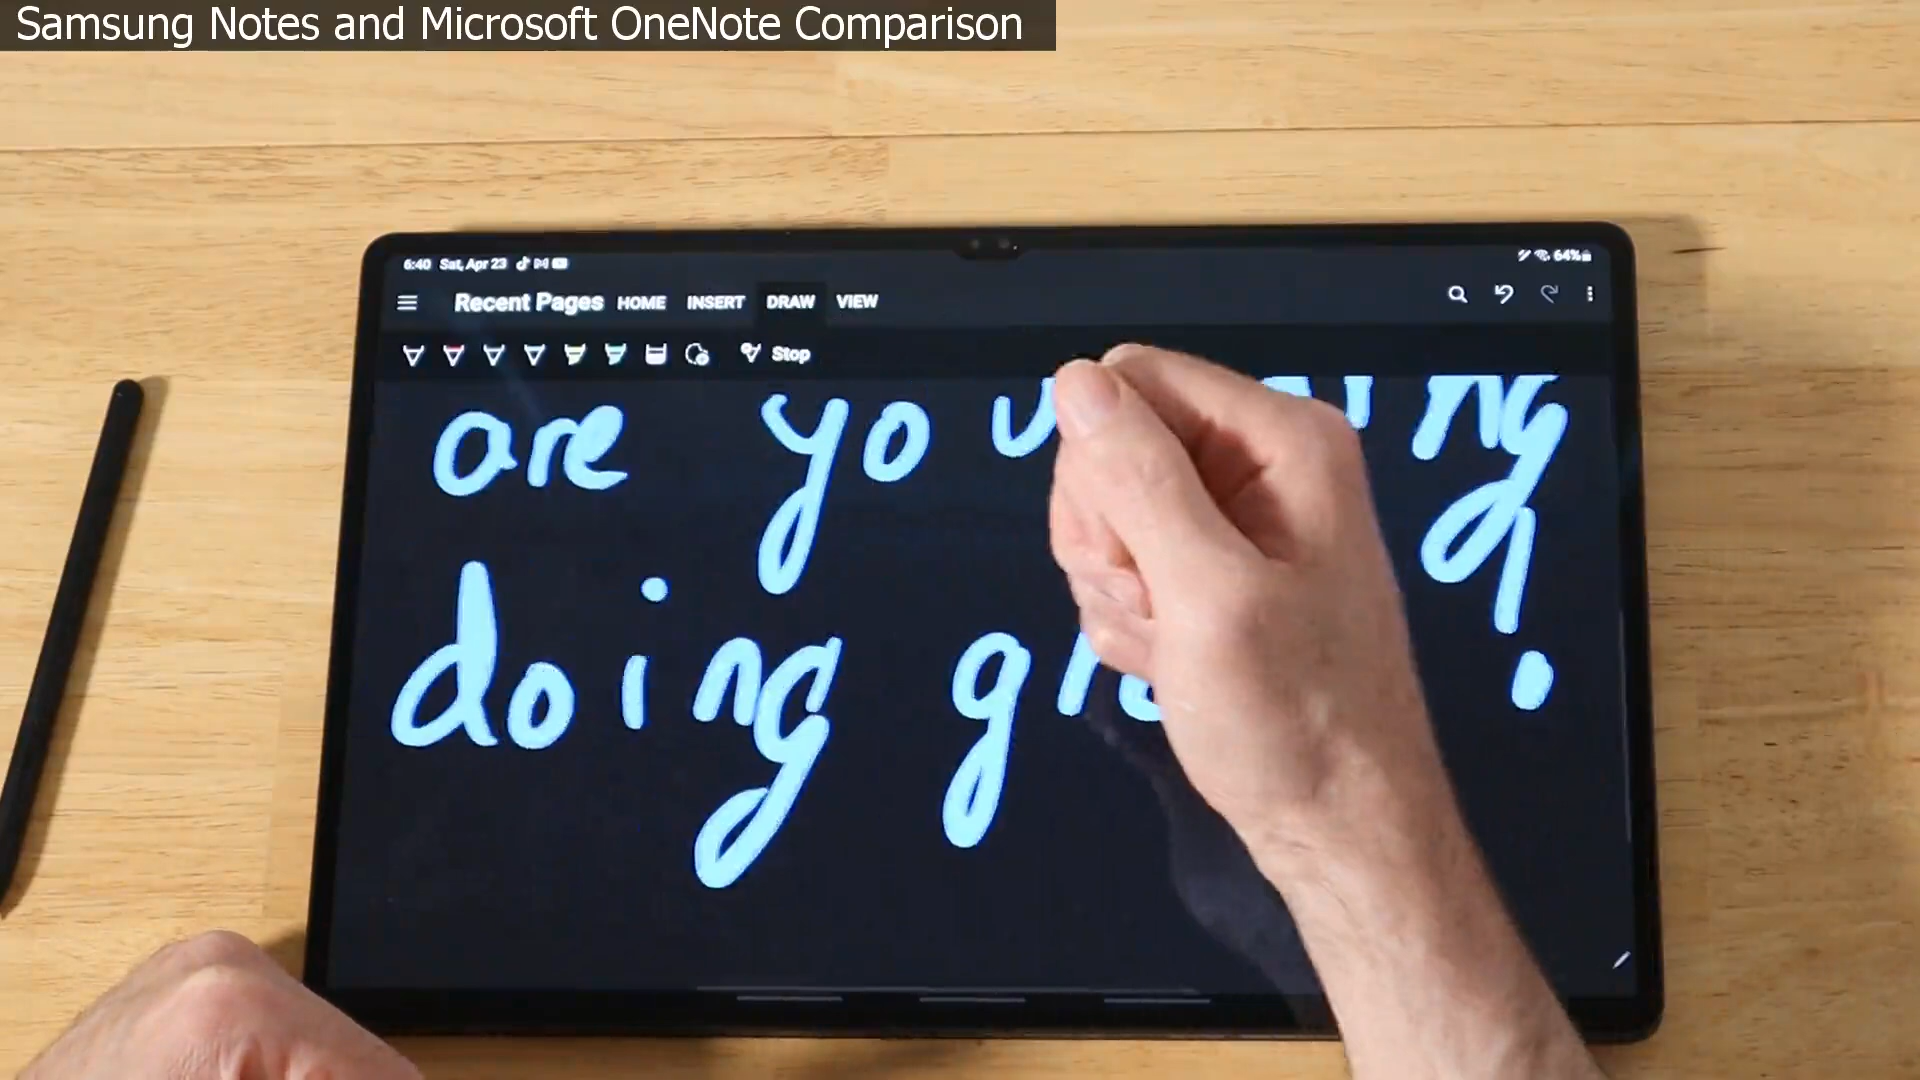 Samsung Notes and Microsoft OneNote Comparison
6:40 Sat, Apr 23
64%
Recent Pages HOME INSERT DRAW VIEW
Stop
are you
doing